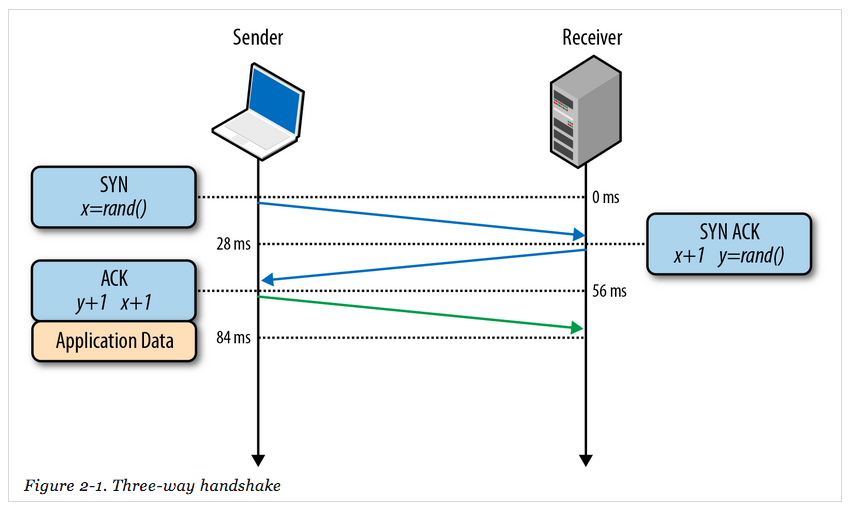 Sender
Receiver
SYN
x=rand()
0 ms
28 ms
SYN ACK
x+1 y=rand()
ACK
y+1 x+1
56 ms
Application Data
84 ms
Figure 2-1. Three-way handshake